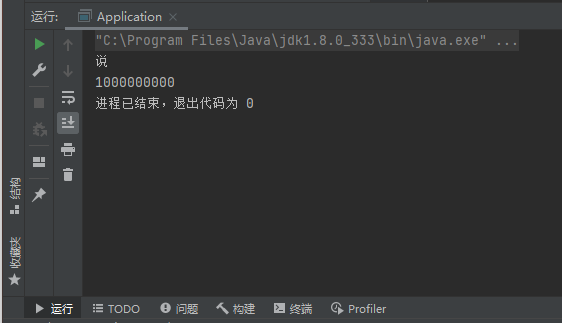 运行: Application ×
"C:\Program Files\Java\jdk1.8.0_333\bin\java.exe" ...
说
1000000000
进程已结束，退出代码为 0
结构
收藏夹
运行 TODO 问题 构建 终端 Profiler